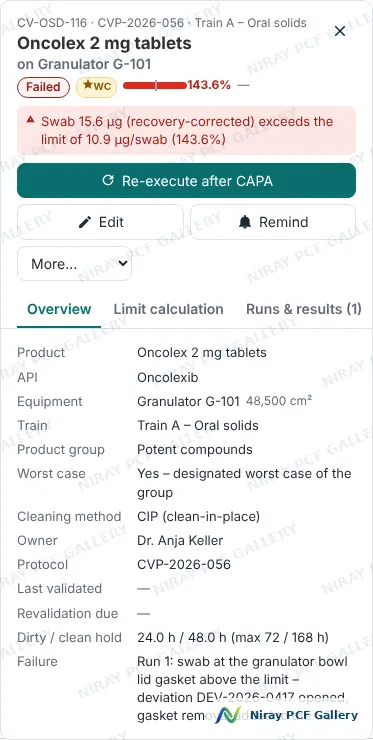 CV-OSD-116 · CVP-2026-056 · Train A – Oral solids
Oncolex 2 mg tablets
on Granulator G-101
Failed ★WC 143.6% —
Swab 15.6 µg (recovery-corrected) exceeds the
limit of 10.9 µg/swab (143.6%)
Re-execute after CAPA
Edit Remind
More...
Overview Limit calculation Runs & results (1)
Product Oncolex 2 mg tablets
API Oncolexib
Equipment Granulator G-101 48,500 cm²
Train Train A – Oral solids
Product group Potent compounds
Worst case Yes – designated worst case of the
group
Cleaning method CIP (clean-in-place)
Owner Dr. Anja Keller
Protocol CVP-2026-056
Last validated —
Revalidation due —
Dirty / clean hold 24.0 h / 48.0 h (max 72 / 168 h)
Failure Run 1: swab at the granulator bowl
lid gasket above the limit –
deviation DEV-2026-0417 opened,
gasket
Niray PCF Gallery
NIRAY PCF GALLERY